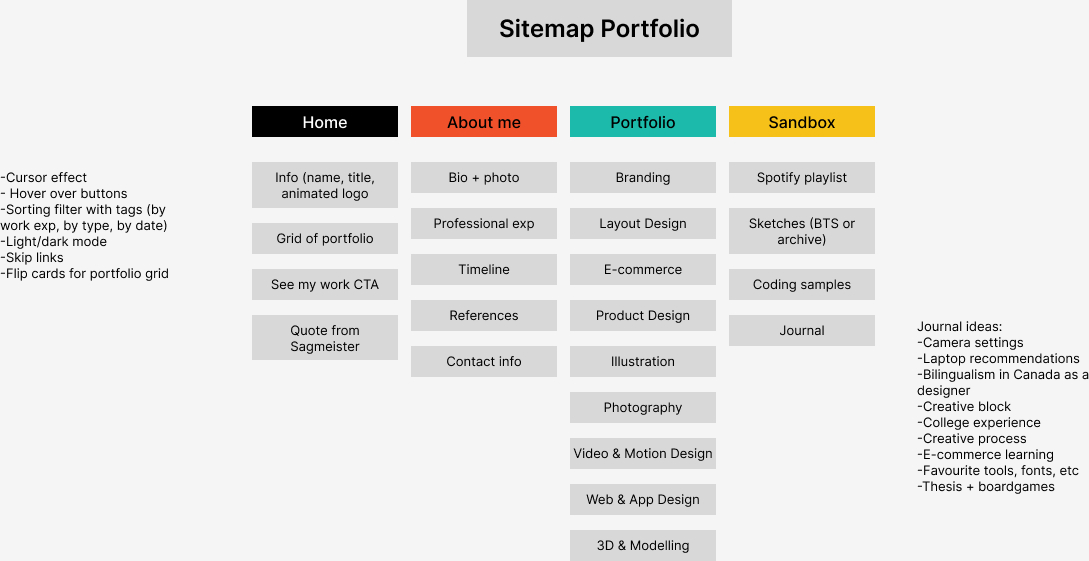 Sitemap Portfolio
Home
About me
Portfolio
Sandbox
-Cursor effect
- Hover over buttons
-Sorting filter with tags (by
work exp, by type, by date)
-Light/dark mode
-Skip links
-Flip cards for portfolio grid
Info (name, title,
animated logo
Grid of portfolio
See my work CTA
Quote from
Sagmeister
Bio + photo
Professional exp
Timeline
References
Contact info
Branding
Layout Design
E-commerce
Product Design
Illustration
Photography
Video & Motion Design
Web & App Design
3D & Modelling
Spotify playlist
Sketches (BTS or
archive)
Coding samples
Journal
Journal ideas:
-Camera settings
-Laptop recommendations
-Bilingualism in Canada as a
designer
-Creative block
-College experience
-Creative process
-E-commerce learning
-Favourite tools, fonts, etc
-Thesis + boardgames